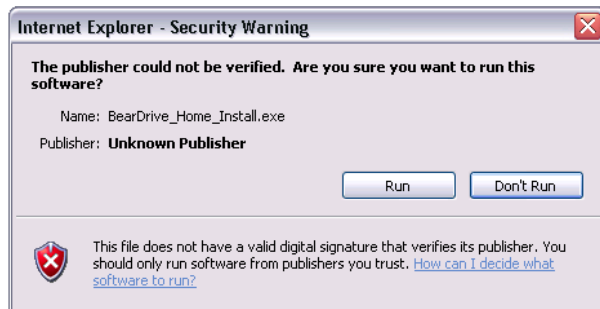 Internet Explorer - Security Warning
The publisher could not be verified.  Are you sure you want to run this
software?
Name: BearDrive_Home_Install.exe
Publisher: Unknown Publisher
Run
Don't Run
This file does not have a valid digital signature that verifies its publisher. You
should only run software from publishers you trust. How can I decide what
software to run?